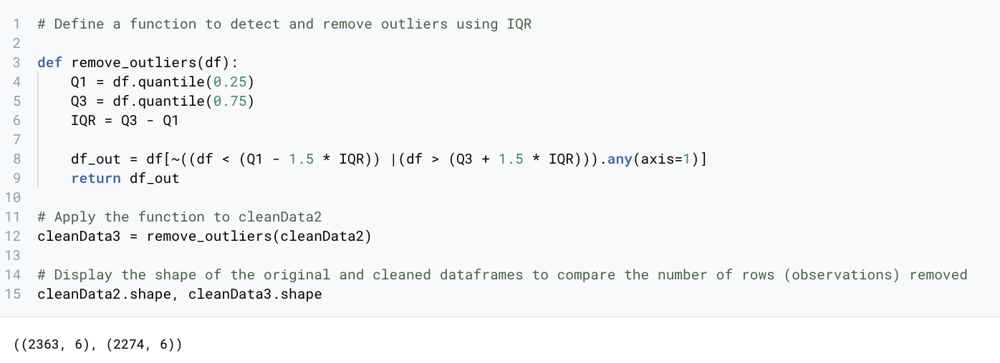 1 # Define a function to detect and remove outliers using IQR
2
3 def remove_outliers(df):
4     Q1 = df.quantile(0.25)
5     Q3 = df.quantile(0.75)
6     IQR = Q3 - Q1
7
8     df_out = df[~((df < (Q1 - 1.5 * IQR)) |(df > (Q3 + 1.5 * IQR))).any(axis=1)]
9     return df_out
10
11 # Apply the function to cleanData2
12 cleanData3 = remove_outliers(cleanData2)
13
14 # Display the shape of the original and cleaned dataframes to compare the number of rows (observations) removed
15 cleanData2.shape, cleanData3.shape
((2363, 6), (2274, 6))